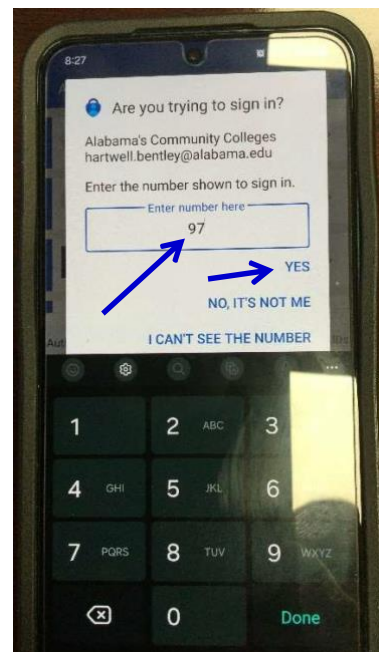 8:27
Are you trying to sign in?
Alabama's Community Colleges
hartwell.bentley@alabama.edu
Enter the number shown to sign in.
Enter number here
97
YES
NO, IT'S NOT ME
I CAN'T SEE THE NUMBER
1
2 ABC
3
4 GHI
5 JKL
6
7 PQRS
8 TUV
9 WXYZ
0
Done